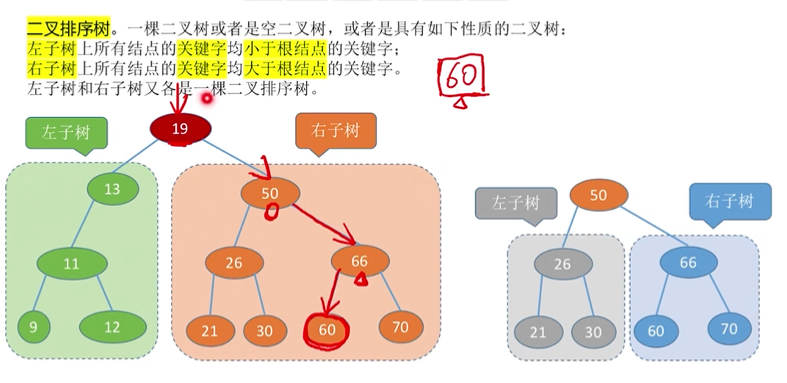 二叉排序树。一棵二叉树或者是空二叉树，或者是具有如下性质的二叉树：
左子树上所有结点的关键字均小于根结点的关键字；
右子树上所有结点的关键字均大于根结点的关键字。
左子树和右子树又各是一棵二叉排序树。
60
左子树
19
右子树
13
50
左子树
50
右子树
11
26
66
26
66
9
12
21
30
60
70
21
30
60
70